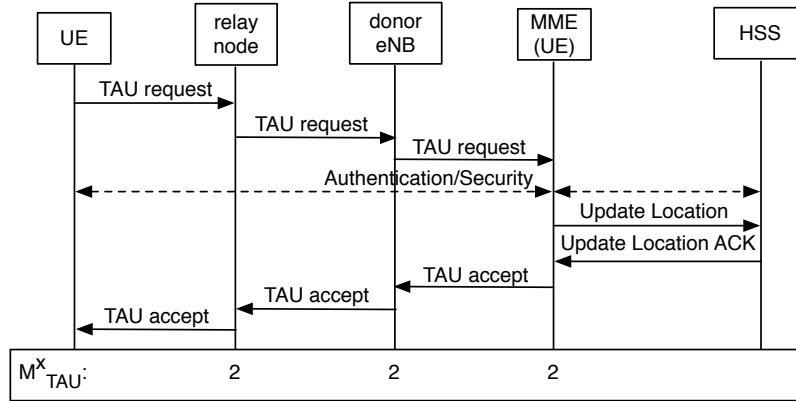 UE
relay
node
donor
eNB
MME
(UE)
HSS
TAU request
TAU request
TAU request
Authentication/Security
Update Location
Update Location ACK
TAU accept
TAU accept
TAU accept
M^x_TAU: 2 2 2